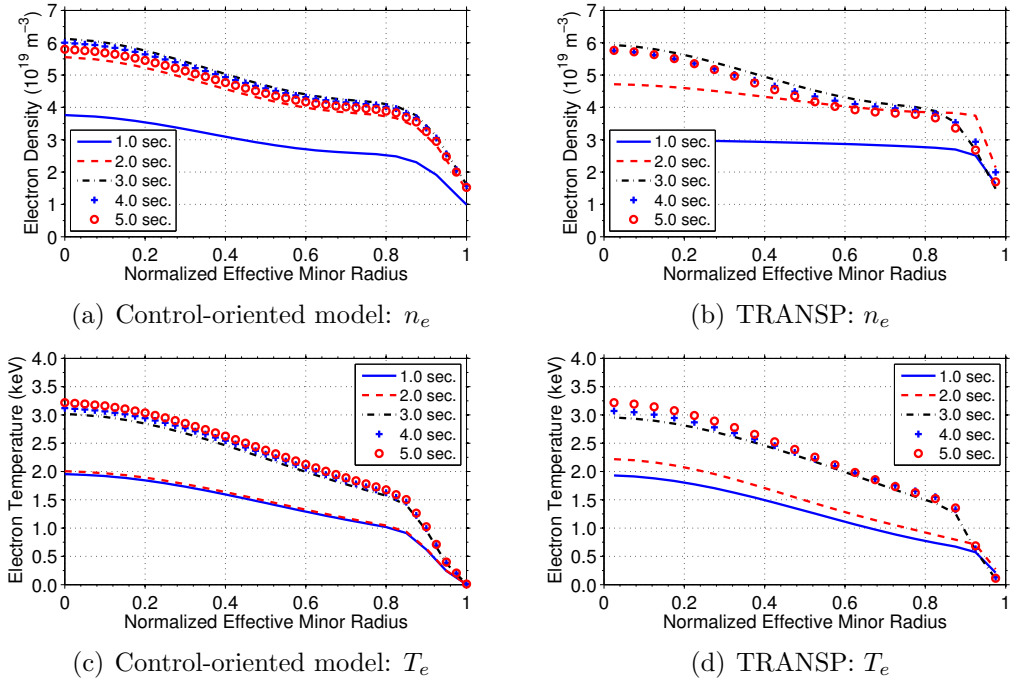 Electron Density (10^19 m^-3)
7
6
5
4
3
2
1
0
1.0 sec.
2.0 sec.
3.0 sec.
4.0 sec.
5.0 sec.
0 0.2 0.4 0.6 0.8 1
Normalized Effective Minor Radius
(a) Control-oriented model: n_e
Electron Density (10^19 m^-3)
7
6
5
4
3
2
1
0
1.0 sec.
2.0 sec.
3.0 sec.
4.0 sec.
5.0 sec.
0 0.2 0.4 0.6 0.8 1
Normalized Effective Minor Radius
(b) TRANSP: n_e
Electron Temperature (keV)
4.0
3.5
3.0
2.5
2.0
1.5
1.0
0.5
0.0
1.0 sec.
2.0 sec.
3.0 sec.
4.0 sec.
5.0 sec.
0 0.2 0.4 0.6 0.8 1
Normalized Effective Minor Radius
(c) Control-oriented model: T_e
Electron Temperature (keV)
4.0
3.5
3.0
2.5
2.0
1.5
1.0
0.5
0.0
1.0 sec.
2.0 sec.
3.0 sec.
4.0 sec.
5.0 sec.
0 0.2 0.4 0.6 0.8 1
Normalized Effective Minor Radius
(d) TRANSP: T_e